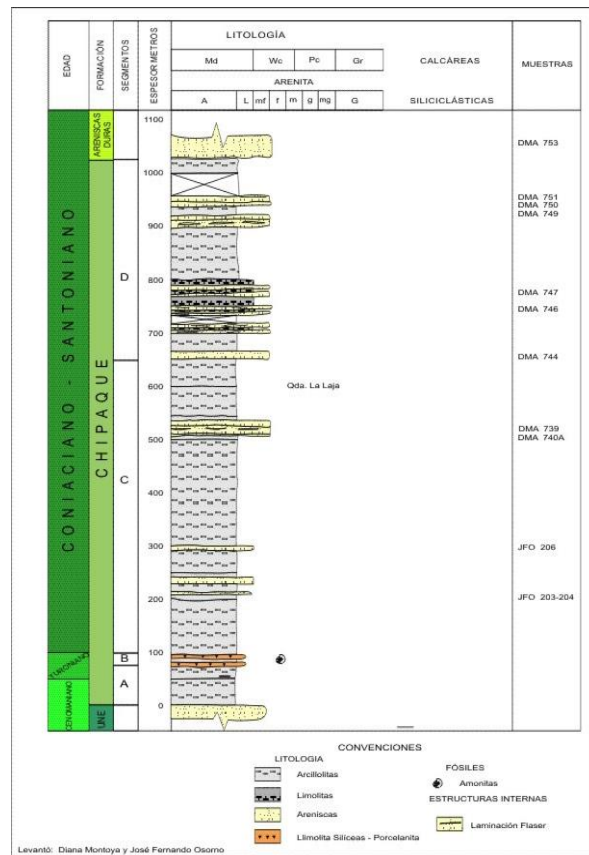 LITOLOGÍA
EDAD
FORMACIÓN
SEGMENTOS
ESPESOR METROS
Md Wc Pc Gr CALCÁREAS MUESTRAS
ARENITA
A L mf f m g mg G SILICICLÁSTICAS
ARENISCAS DURAS
1100
DMA 753
1000
DMA 751
DMA 750
DMA 749
900
D
800
DMA 747
DMA 746
700
DMA 744
CONIACIANO - SANTONIANO
CHIPAQUE
600
Qda. La Laja
DMA 739
500
DMA 740A
C
400
300
JFO 206
200
JFO 203-204
100
TURONIANO
B
A
0
CENOMANIANO
UNE
CONVENCIONES
LITOLOGIA
Arcillolitas
Limolitas
Areniscas
Llimolita Silíceas - Porcelanita
FÓSILES
Amonitas
ESTRUCTURAS INTERNAS
Laminación Flaser
Levantó: Diana Montoya y José Fernando Osorno